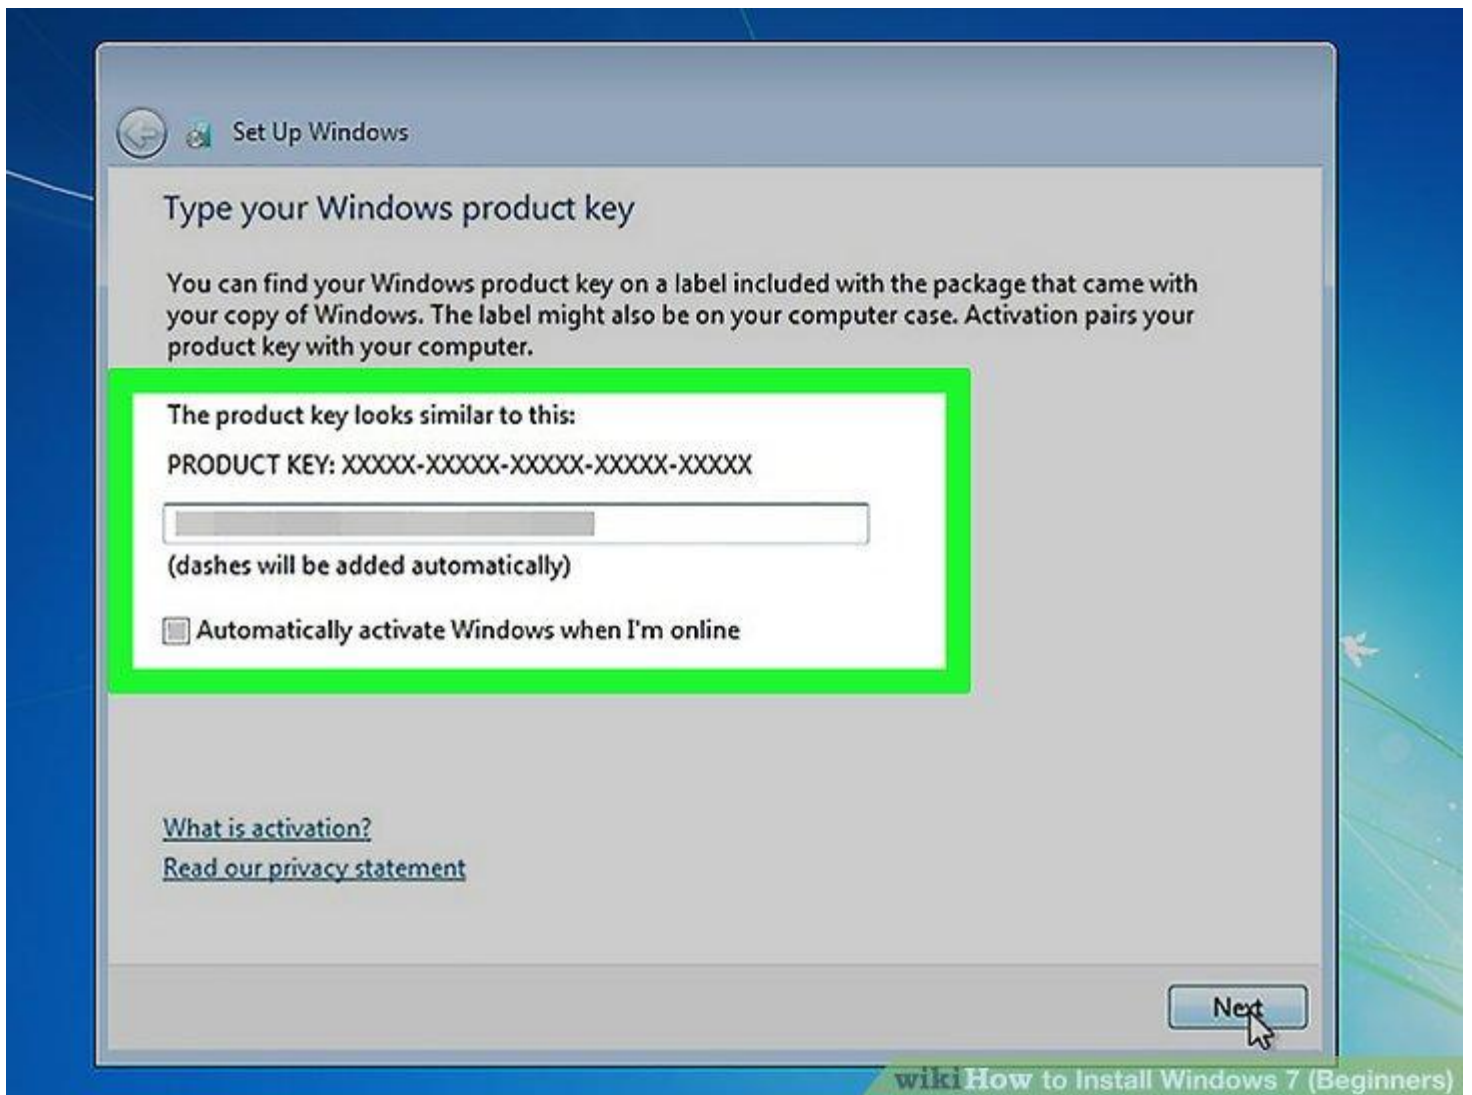 Set Up Windows
Type your Windows product key
You can find your Windows product key on a label included with the package that came with
your copy of Windows. The label might also be on your computer case. Activation pairs your
product key with your computer.
The product key looks similar to this:
PRODUCT KEY: XXXXX-XXXXX-XXXXX-XXXXX-XXXXX
(dashes will be added automatically)
Automatically activate Windows when I'm online
What is activation?
Read our privacy statement
Next
wikiHow to Install Windows 7 (Beginners)